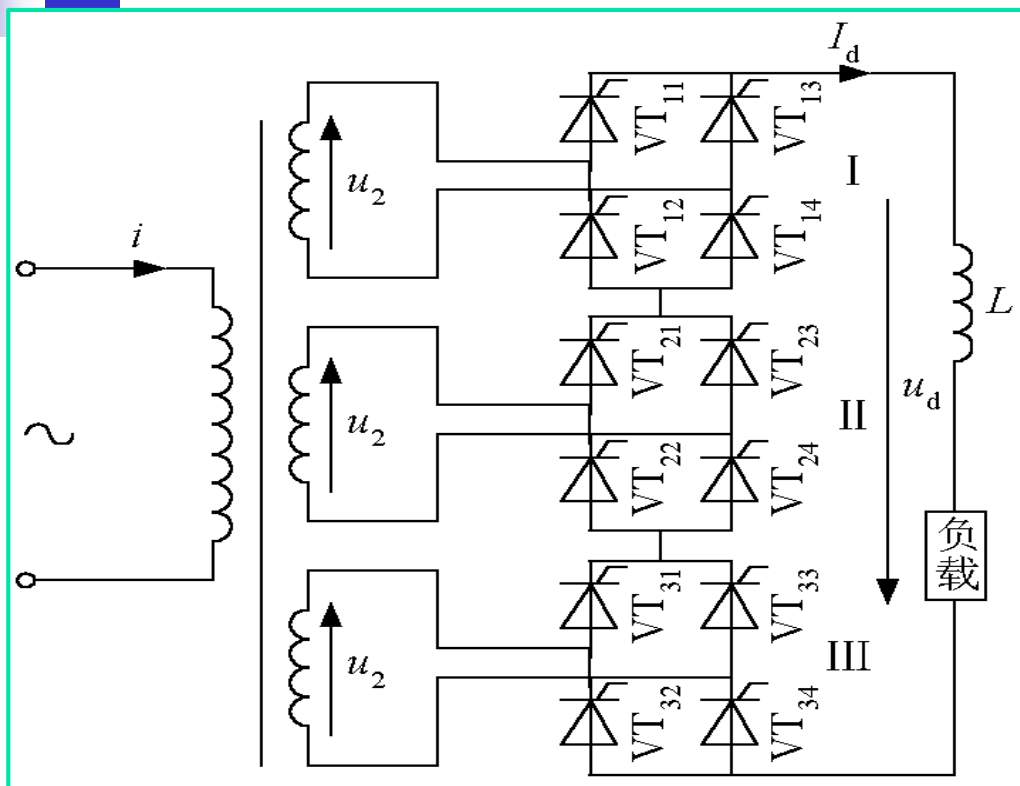 I_d
VT_11
VT_13
I
u_2
VT_12
VT_14
i
L
VT_21
VT_23
u_d
u_2
II
VT_22
VT_24
负载
VT_31
VT_33
u_2
III
VT_32
VT_34